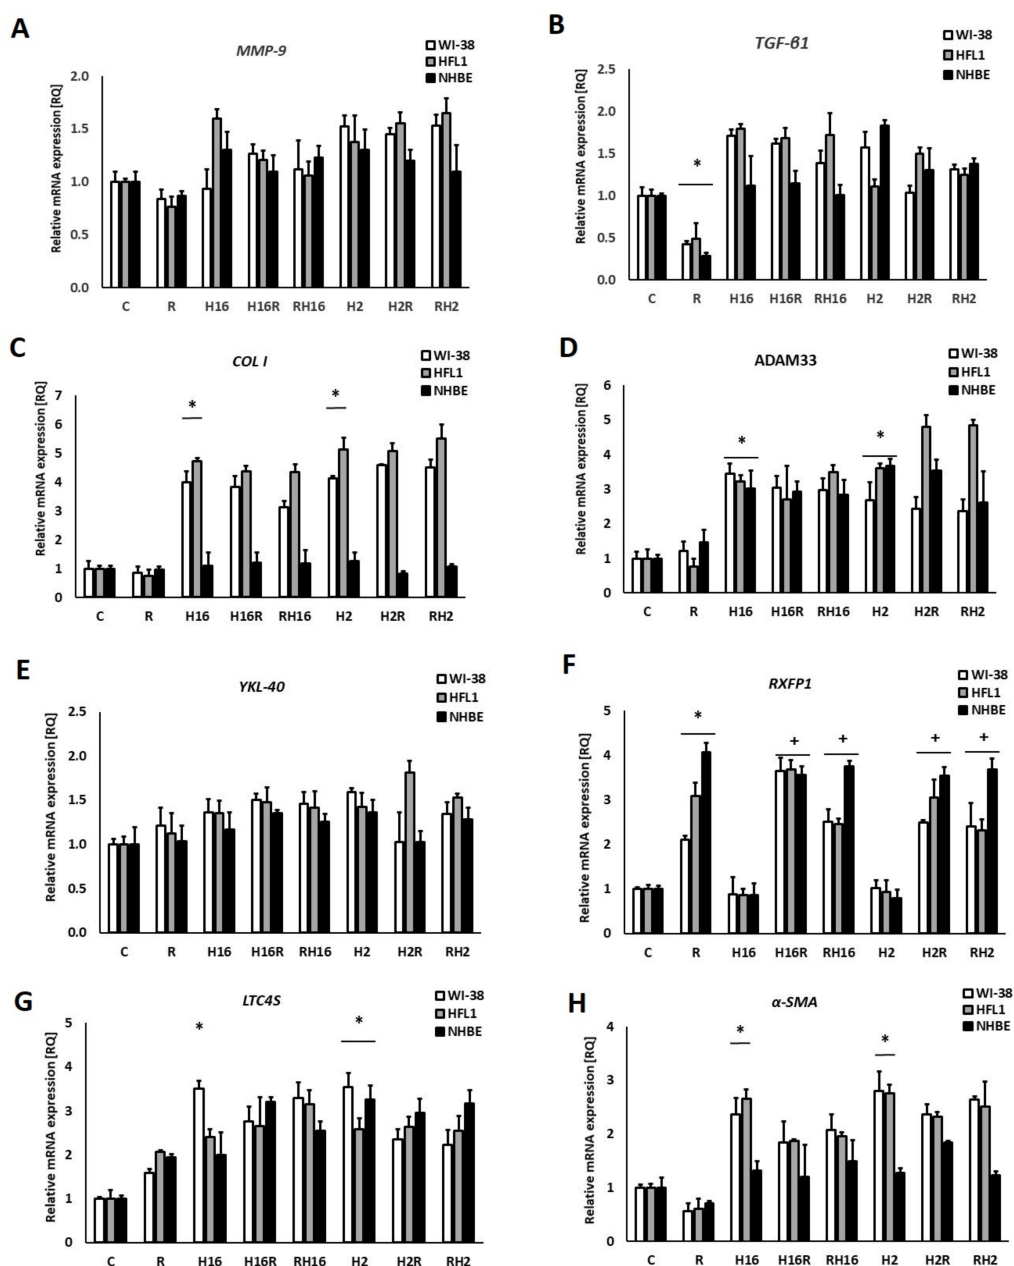 A
MMP-9
WI-38
HFL1
NHBE
Relative mRNA expression [RQ]
2.0
1.5
1.0
0.5
0.0
C R H16 H16R RH16 H2 H2R RH2
B
TGF-β1
WI-38
HFL1
NHBE
Relative mRNA expression [RQ]
2.5
2.0
1.5
1.0
0.5
0.0
*
C R H16 H16R RH16 H2 H2R RH2
C
COL I
WI-38
HFL1
NHBE
Relative mRNA expression [RQ]
7
6
5
4
3
2
1
0
* *
C R H16 H16R RH16 H2 H2R RH2
D
ADAM33
WI-38
HFL1
NHBE
Relative mRNA expression [RQ]
6
5
4
3
2
1
0
* *
C R H16 H16R RH16 H2 H2R RH2
E
YKL-40
WI-38
HFL1
NHBE
Relative mRNA expression [RQ]
2.5
2.0
1.5
1.0
0.5
0.0
C R H16 H16R RH16 H2 H2R RH2
F
RXFP1
WI-38
HFL1
NHBE
Relative mRNA expression [RQ]
5
4
3
2
1
0
* + + + +
C R H16 H16R RH16 H2 H2R RH2
G
LTC4S
WI-38
HFL1
NHBE
Relative mRNA expression [RQ]
5
4
3
2
1
0
* *
C R H16 H16R RH16 H2 H2R RH2
H
α-SMA
WI-38
HFL1
NHBE
Relative mRNA expression [RQ]
4
3
2
1
0
* *
C R H16 H16R RH16 H2 H2R RH2